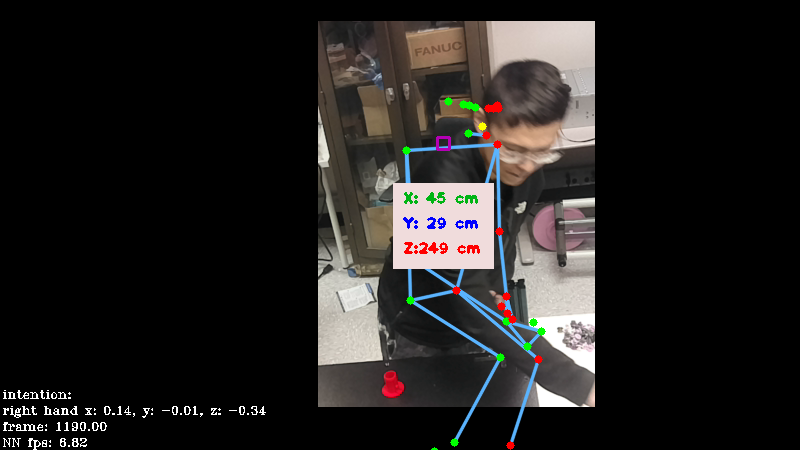 FANUC
X: 45 cm
Y: 29 cm
Z:249 cm
intention:
right hand x: 0.14, y: -0.01, z: -0.34
frame: 1190.00
NN fps: 6.82